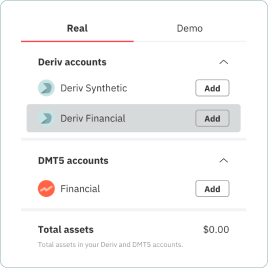 Real
Demo
Deriv accounts
Deriv Synthetic
Add
Deriv Financial
Add
DMT5 accounts
Financial
Add
Total assets
$0.00
Total assets in your Deriv and DMT5 accounts.